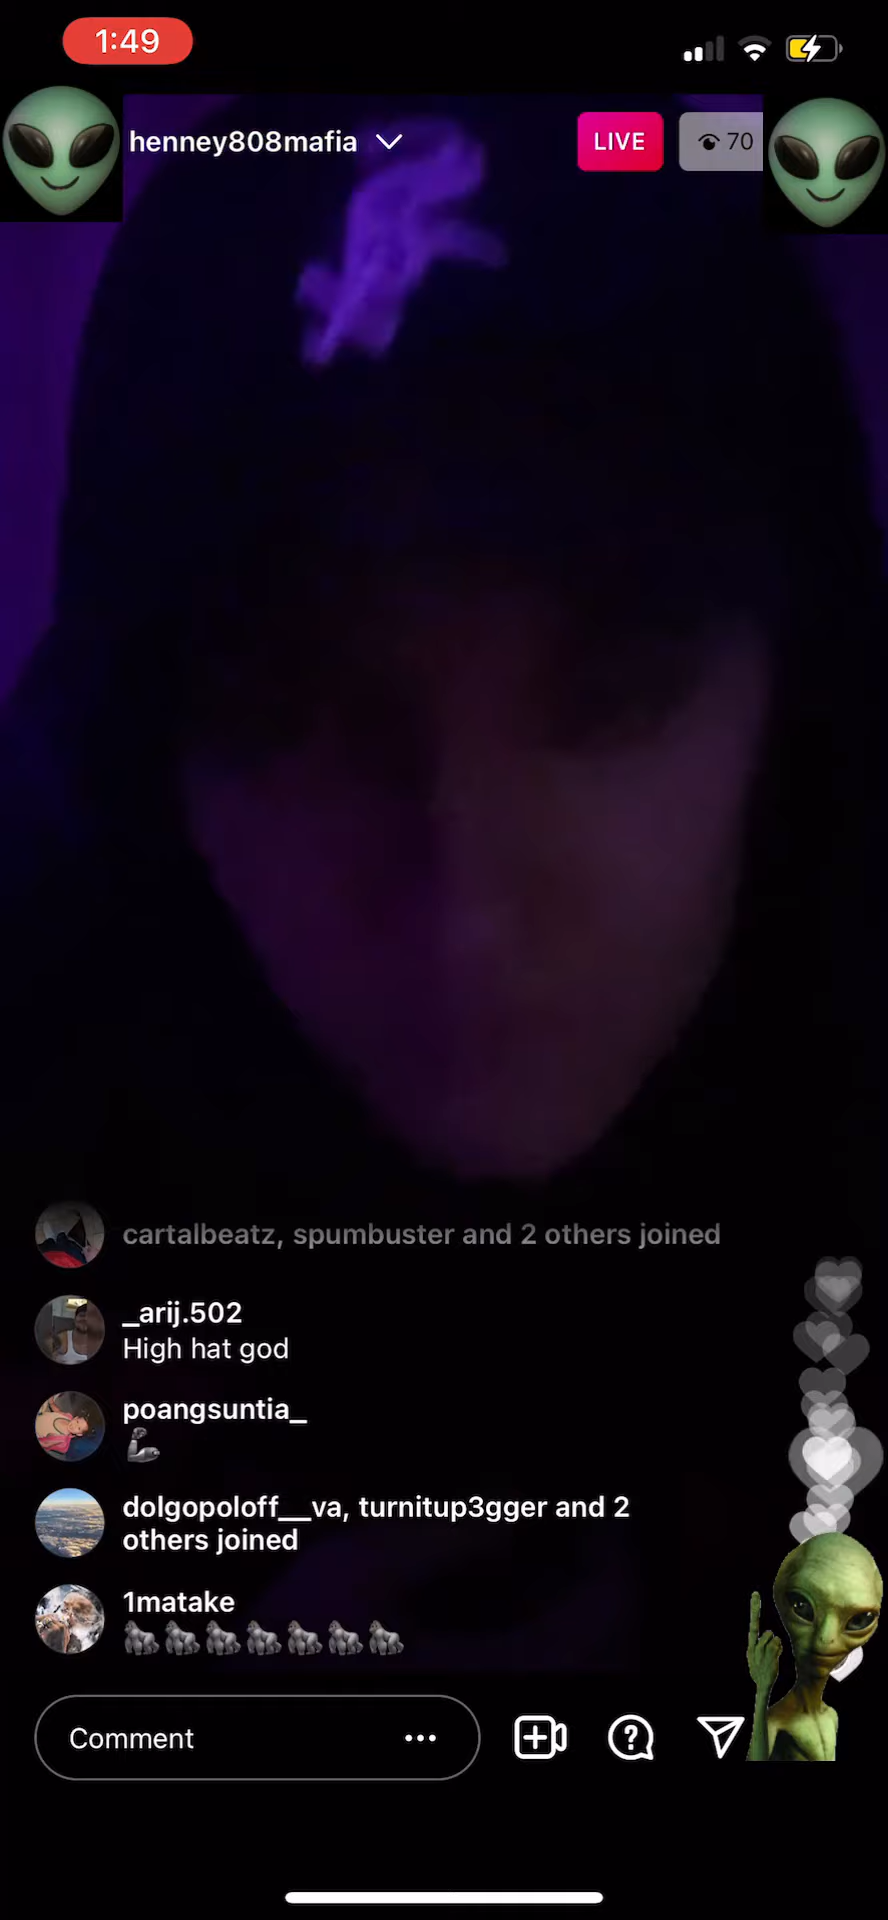 1:49
henney808mafia
LIVE
70
cartalbeatz, spumbuster and 2 others joined
_arij.502
High hat god
poangsuntia_
dolgopoloff__va, turnitup3gger and 2
others joined
1matake
Comment